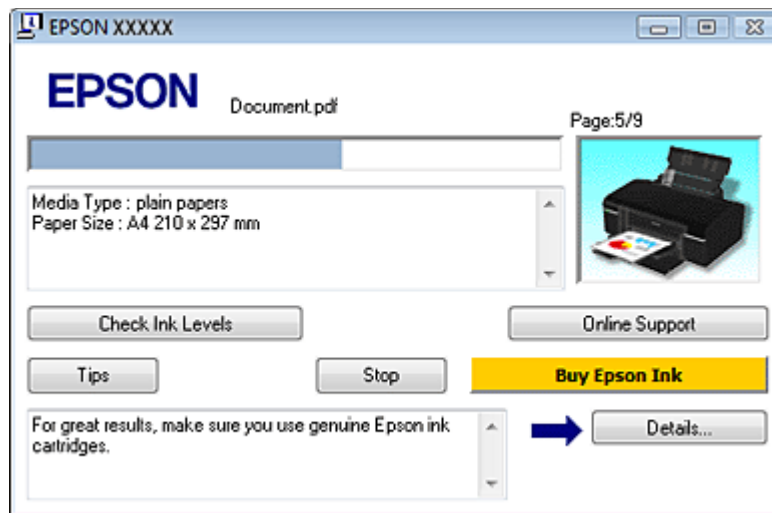 EPSON XXXXX
EPSON
Document.pdf
Page:5/9
Media Type : plain papers
Paper Size : A4 210 x 297 mm
Check Ink Levels
Online Support
Tips
Stop
Buy Epson Ink
For great results, make sure you use genuine Epson ink
cartridges.
Details...